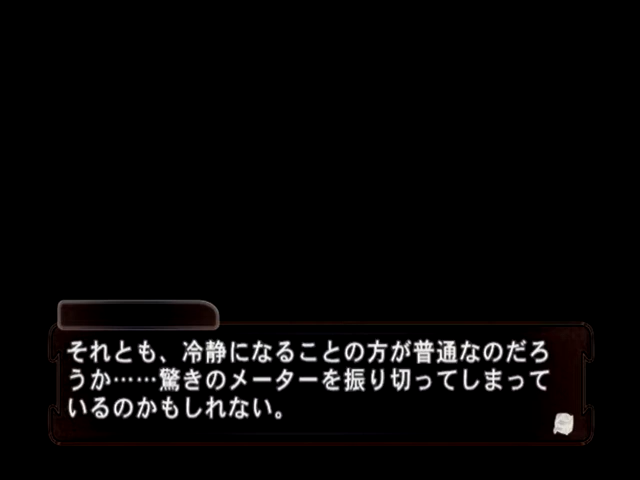 それとも、冷静になることの方が普通なのだろ
うか……驚きのメーターを振り切ってしまって
いるのかもしれない。